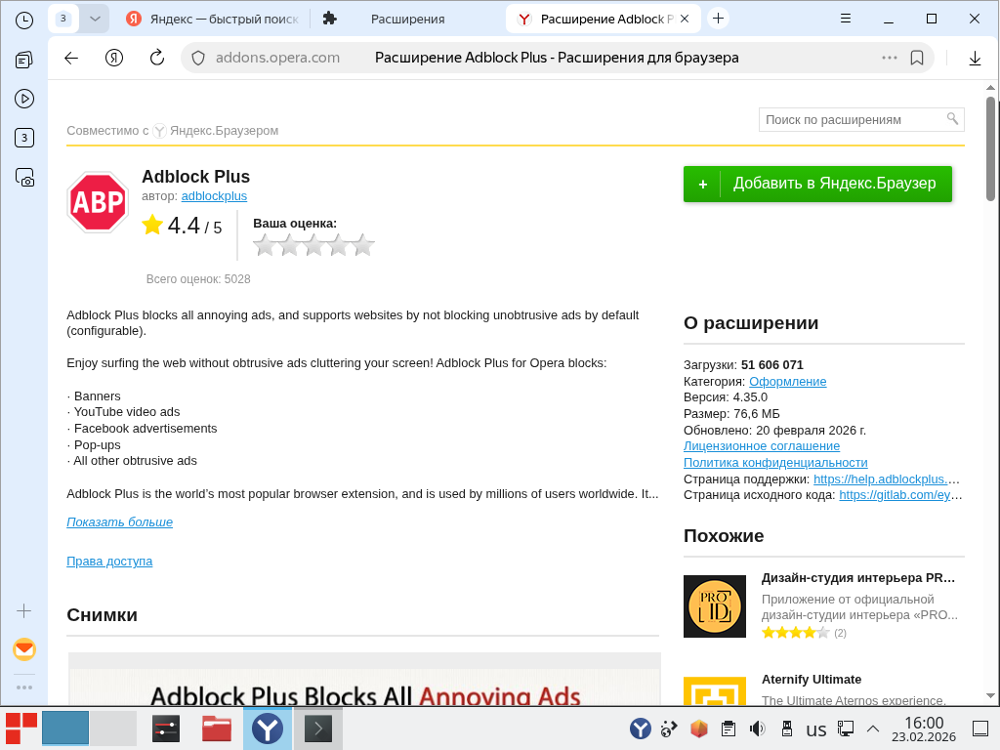 3
Яндекс — быстрый поиск
Расширения
Расширение Adblock P
addons.opera.com
Расширение Adblock Plus - Расширения для браузера
3
Совместимо с Яндекс.Браузером
Поиск по расширениям
ABP
Adblock Plus
автор: adblockplus
4.4 / 5
Ваша оценка:
Всего оценок: 5028
+ Добавить в Яндекс.Браузер
Adblock Plus blocks all annoying ads, and supports websites by not blocking unobtrusive ads by default
(configurable).
Enjoy surfing the web without obtrusive ads cluttering your screen! Adblock Plus for Opera blocks:
· Banners
· YouTube video ads
· Facebook advertisements
· Pop-ups
· All other obtrusive ads
Adblock Plus is the world's most popular browser extension, and is used by millions of users worldwide. It...
Показать больше
Права доступа
Снимки
Adblock Plus Blocks All Annoying Ads
О расширении
Загрузки: 51 606 071
Категория: Оформление
Версия: 4.35.0
Размер: 76,6 МБ
Обновлено: 20 февраля 2026 г.
Лицензионное соглашение
Политика конфиденциальности
Страница поддержки: https://help.adblockplus....
Страница исходного кода: https://gitlab.com/ey...
Похожие
PRO
ID
Дизайн-студия интерьера PR...
Приложение от официальной
дизайн-студии интерьера «PRO...
(2)
Aternify Ultimate
The Ultimate Aternos experience.
us
16:00
23.02.2026